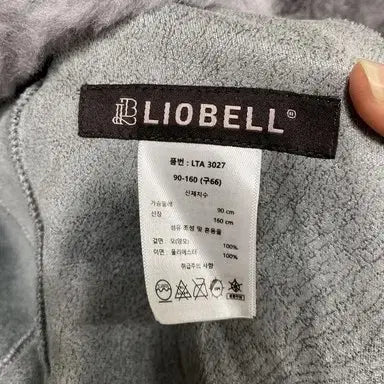 LIOBELL
품번 : LTA 3027
90-160 (구66)
신체치수
가슴둘레 90 cm
신장 160 cm
섬유 조성 및 혼용율
겉면 : 모(양모) 100%
이면 : 폴리에스터 100%
취급주의 사항